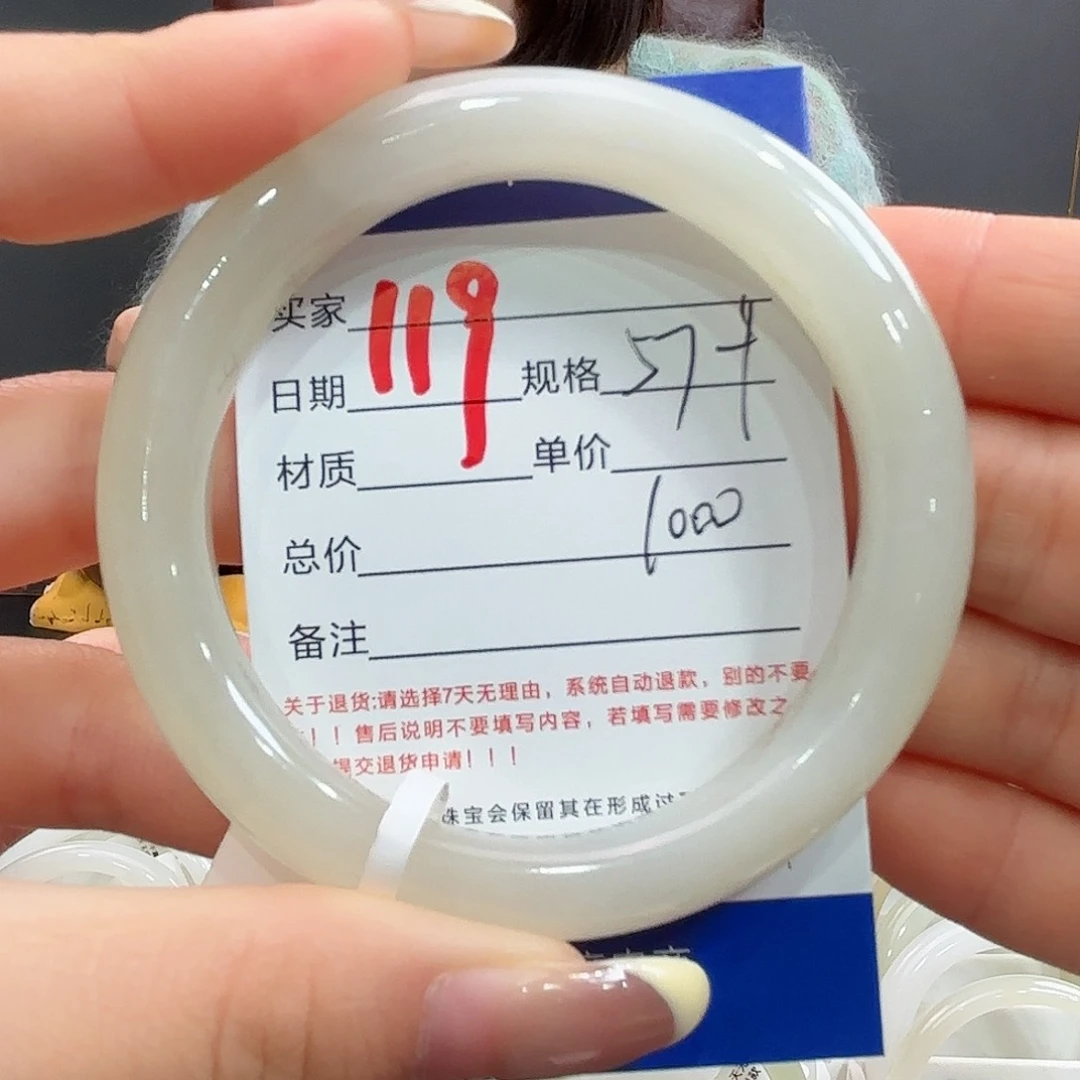 买家
119
日期 规格 57+
材质 单价
总价 1000
备注
关于退货:请选择7天无理由，系统自动退款，别的不要
！！售后说明不要填写内容，若填写需要修改之
提交退货申请！！！
珠宝会保留其在形成过